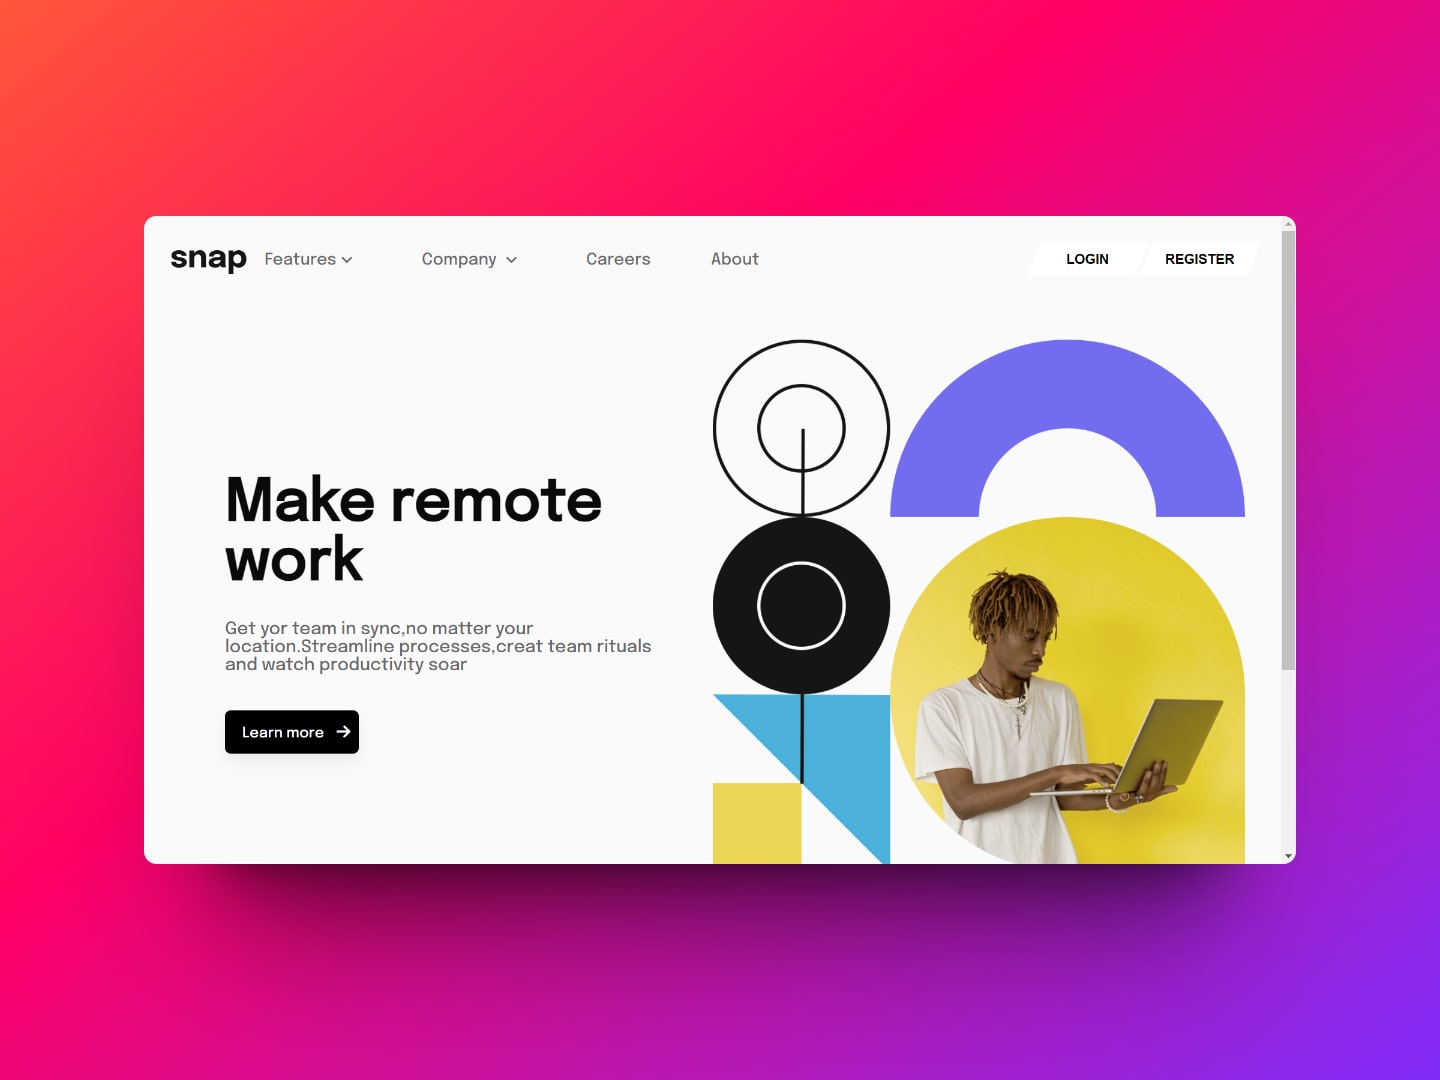 snap Features Company Careers About LOGIN REGISTER
Make remote
work
Get yor team in sync,no matter your
location.Streamline processes,creat team rituals
and watch productivity soar
Learn more